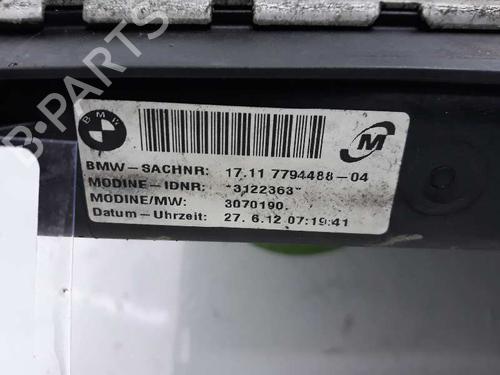 BMW
BMW-SACHNR: 17.11 7794488-04
MODINE-IDNR: *3122363*
MODINE/MW: 3070190
Datum-Uhrzeit: 27. 6.12 07:19:41
M
B-PARTS